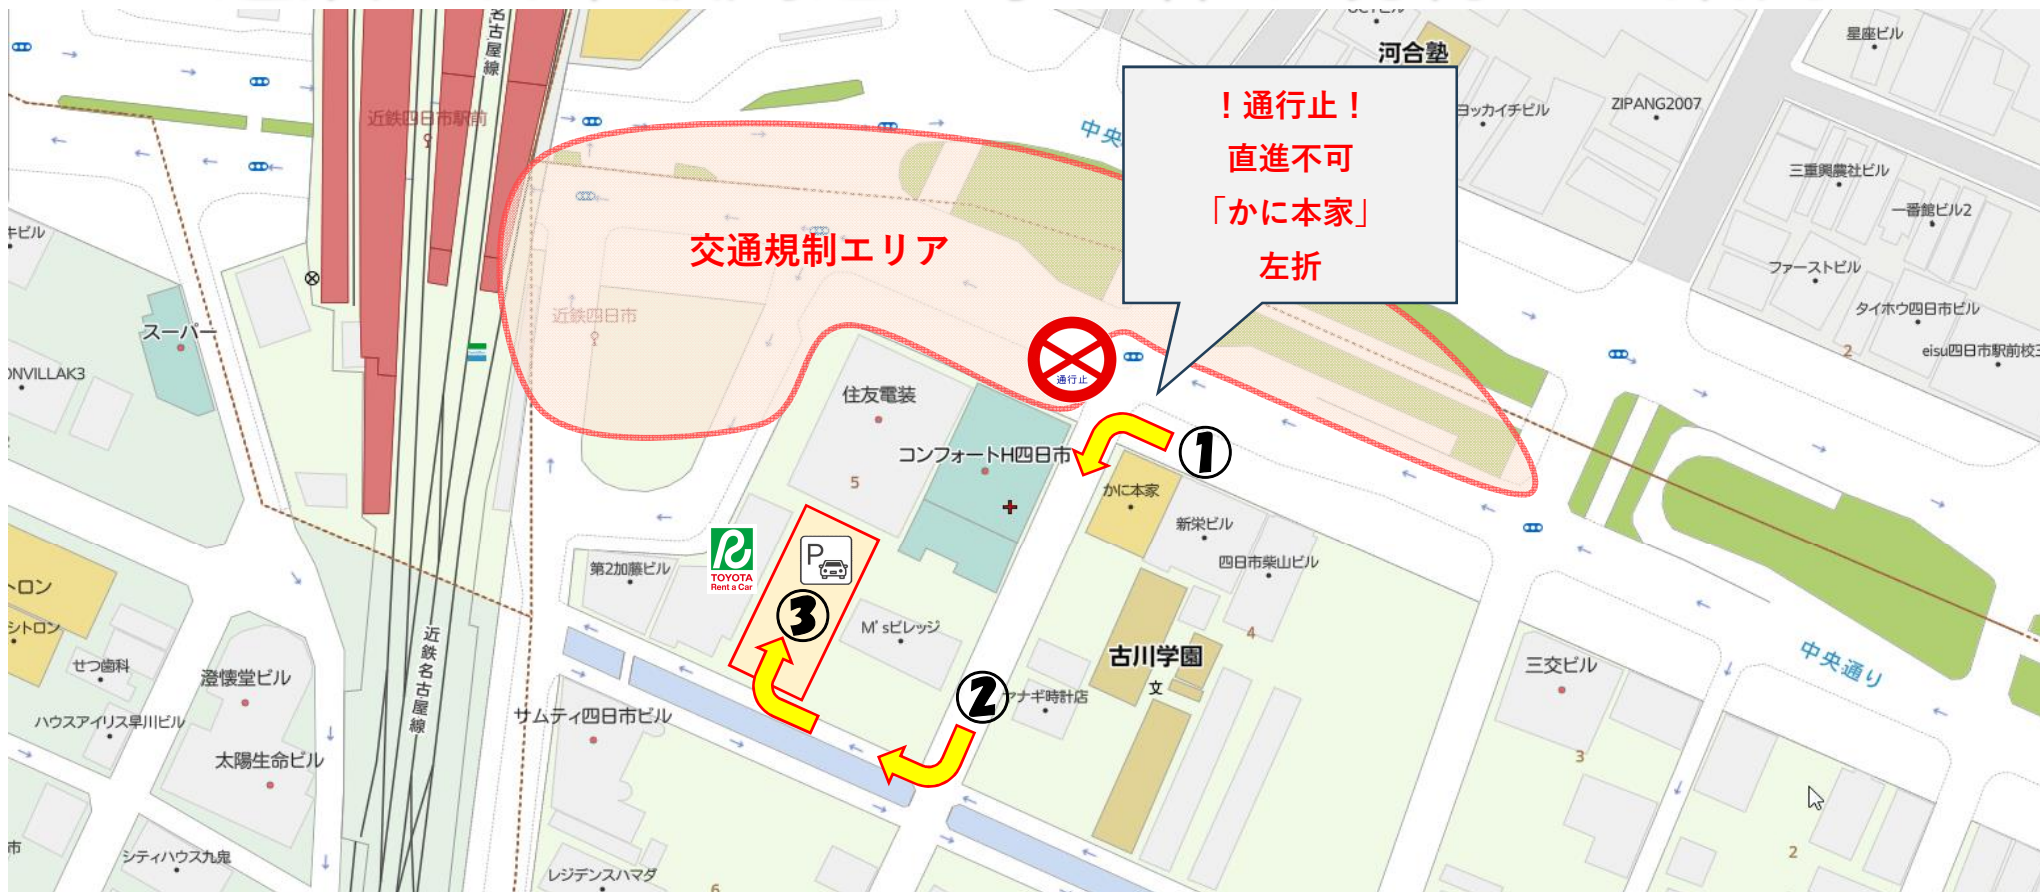 名古屋線
河合塾
星座ビル
！通行止！
直進不可
「かに本家」
左折
ヨッカイチビル
ZIPANG2007
近鉄四日市駅前
中央
三重興農社ビル
一番館ビル2
交通規制エリア
ファーストビル
タイホウ四日市ビル
近鉄四日市
スーパー
2
eisu四日市駅前校3
通行止
住友電装
コンフォートH四日市
①
5
かに本家
新栄ビル
四日市柴山ビル
P
TOYOTA
Rent a Car
第2加藤ビル
③
M'sビレッジ
4
古川学園
文
三交ビル
中央通り
せつ歯科
澄懐堂ビル
近鉄名古屋線
②
サムティ四日市ビル
ハウスアイリス早川ビル
太陽生命ビル
3
シティハウス九鬼
レジデンスハマダ
6
2